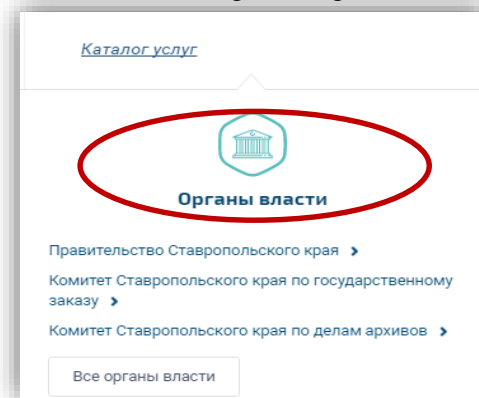 Каталог услуг
Органы власти
Правительство Ставропольского края
Комитет Ставропольского края по государственному
заказу
Комитет Ставропольского края по делам архивов
Все органы власти